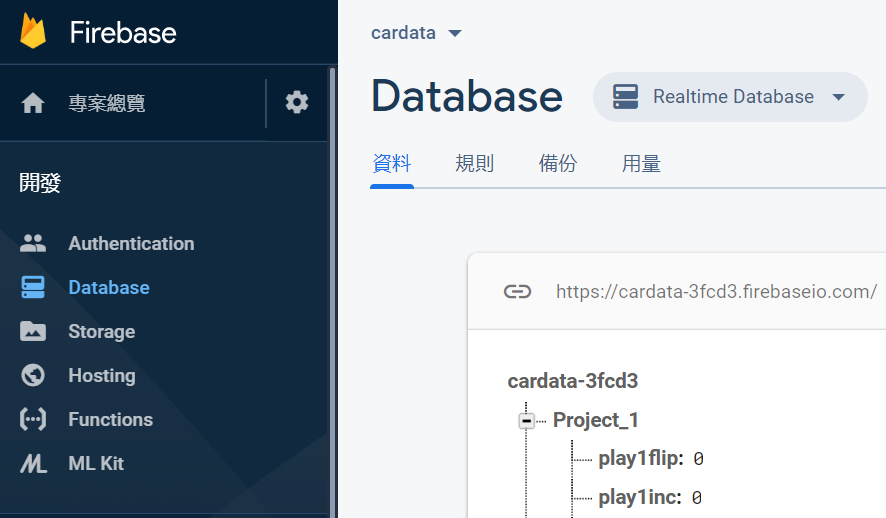 Firebase
專案總覽
開發
Authentication
Database
Storage
Hosting
Functions
ML Kit
cardata
Database
Realtime Database
資料 規則 備份 用量
https://cardata-3fcd3.firebaseio.com/
cardata-3fcd3
Project_1
play1flip: 0
play1inc: 0